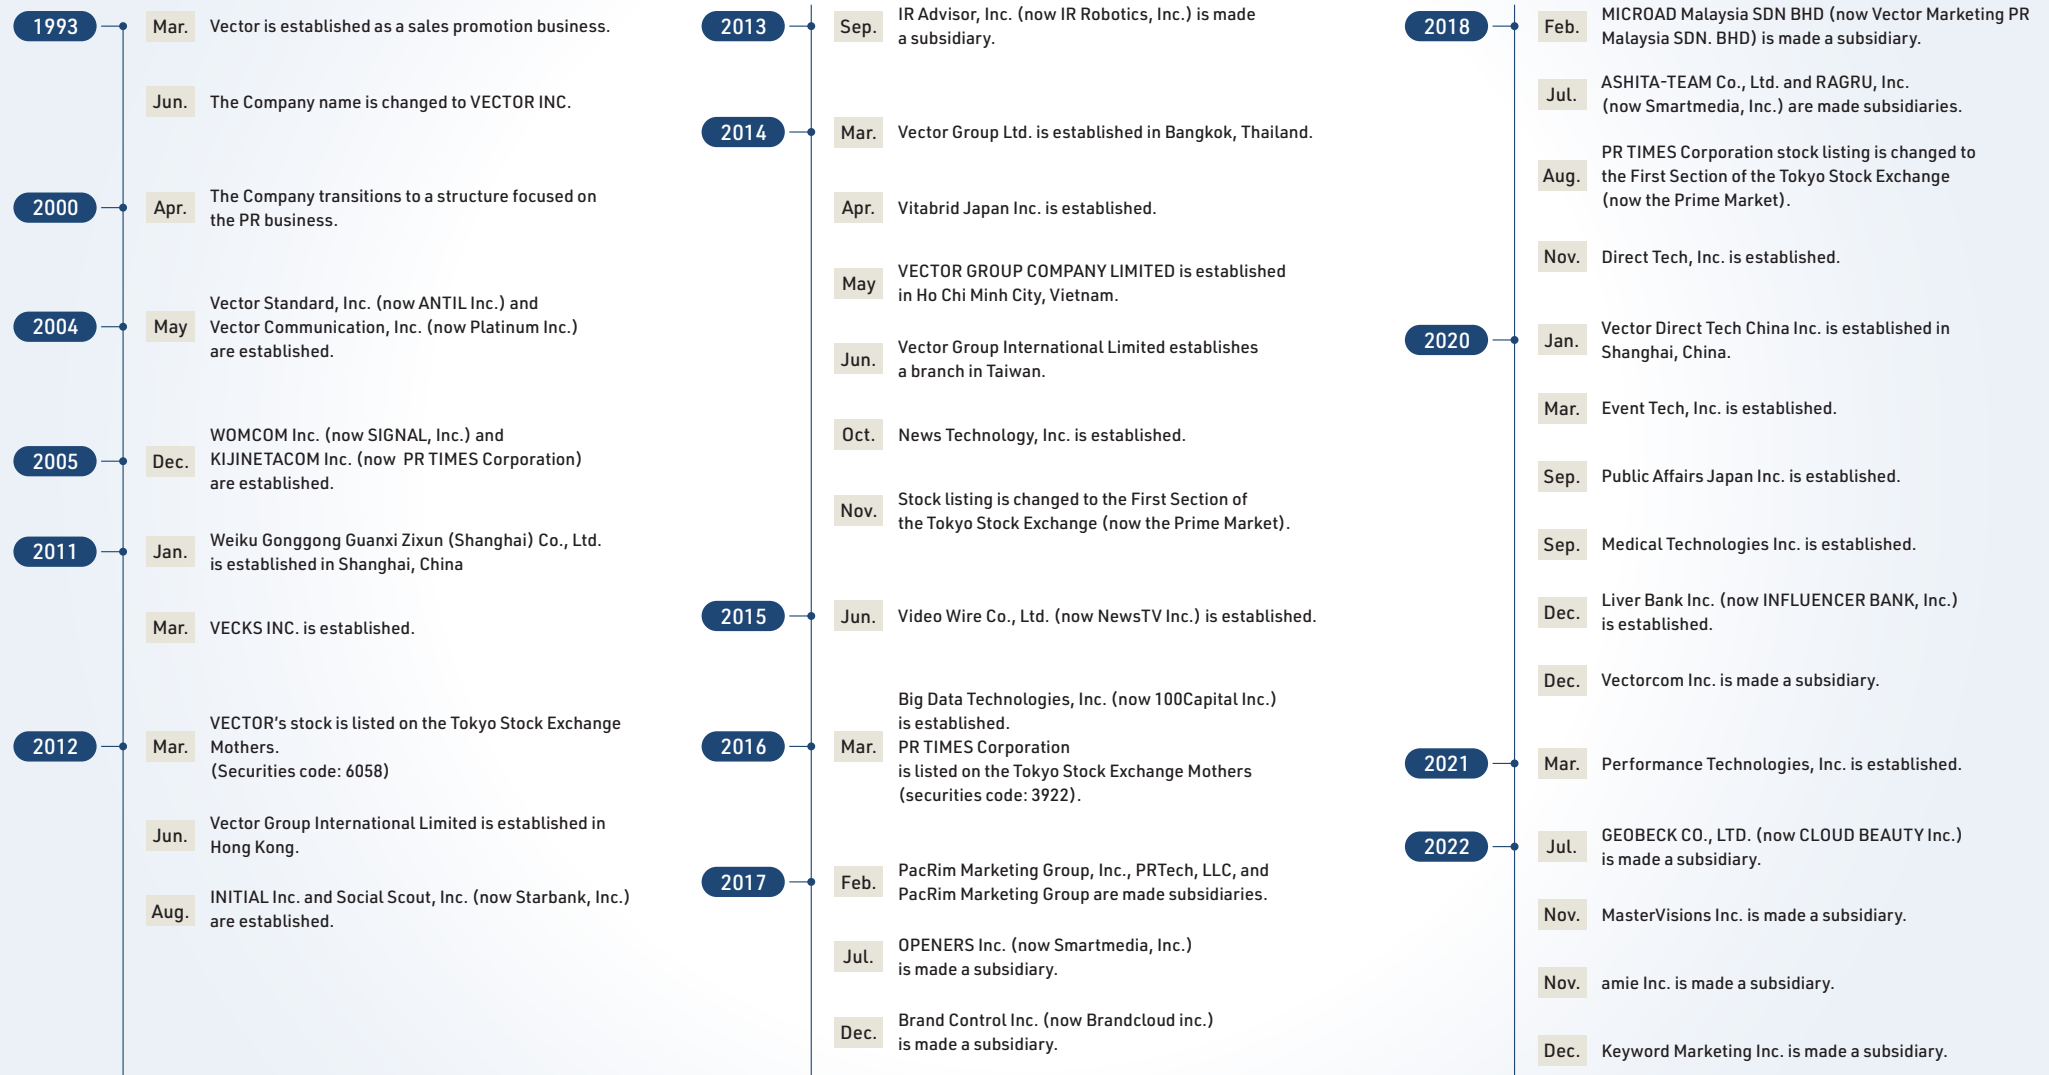 1993
Mar.
Vector is established as a sales promotion business.
Jun.
The Company name is changed to VECTOR INC.
2000
Apr.
The Company transitions to a structure focused on
the PR business.
2004
May
Vector Standard, Inc. (now ANTIL Inc.) and
Vector Communication, Inc. (now Platinum Inc.)
are established.
2005
Dec.
WOMCOM Inc. (now SIGNAL, Inc.) and
KIJINETACOM Inc. (now PR TIMES Corporation)
are established.
2011
Jan.
Weiku Gonggong Guanxi Zixun (Shanghai) Co., Ltd.
is established in Shanghai, China
Mar.
VECKS INC. is established.
2012
Mar.
VECTOR's stock is listed on the Tokyo Stock Exchange
Mothers.
(Securities code: 6058)
Jun.
Vector Group International Limited is established in
Hong Kong.
Aug.
INITIAL Inc. and Social Scout, Inc. (now Starbank, Inc.)
are established.
2013
Sep.
IR Advisor, Inc. (now IR Robotics, Inc.) is made
a subsidiary.
2014
Mar.
Vector Group Ltd. is established in Bangkok, Thailand.
Apr.
Vitabrid Japan Inc. is established.
May
VECTOR GROUP COMPANY LIMITED is established
in Ho Chi Minh City, Vietnam.
Jun.
Vector Group International Limited establishes
a branch in Taiwan.
Oct.
News Technology, Inc. is established.
Nov.
Stock listing is changed to the First Section of
the Tokyo Stock Exchange (now the Prime Market).
2015
Jun.
Video Wire Co., Ltd. (now NewsTV Inc.) is established.
2016
Mar.
Big Data Technologies, Inc. (now 100Capital Inc.)
is established.
PR TIMES Corporation
is listed on the Tokyo Stock Exchange Mothers
(securities code: 3922).
2017
Feb.
PacRim Marketing Group, Inc., PRTech, LLC, and
PacRim Marketing Group are made subsidiaries.
Jul.
OPENERS Inc. (now Smartmedia, Inc.)
is made a subsidiary.
Dec.
Brand Control Inc. (now Brandcloud inc.)
is made a subsidiary.
2018
Feb.
MICROAD Malaysia SDN BHD (now Vector Marketing PR
Malaysia SDN. BHD) is made a subsidiary.
Jul.
ASHITA-TEAM Co., Ltd. and RAGRU, Inc.
(now Smartmedia, Inc.) are made subsidiaries.
Aug.
PR TIMES Corporation stock listing is changed to
the First Section of the Tokyo Stock Exchange
(now the Prime Market).
Nov.
Direct Tech, Inc. is established.
2020
Jan.
Vector Direct Tech China Inc. is established in
Shanghai, China.
Mar.
Event Tech, Inc. is established.
Sep.
Public Affairs Japan Inc. is established.
Sep.
Medical Technologies Inc. is established.
Dec.
Liver Bank Inc. (now INFLUENCER BANK, Inc.)
is established.
Dec.
Vectorcom Inc. is made a subsidiary.
2021
Mar.
Performance Technologies, Inc. is established.
2022
Jul.
GEOBECK CO., LTD. (now CLOUD BEAUTY Inc.)
is made a subsidiary.
Nov.
MasterVisions Inc. is made a subsidiary.
Nov.
amie Inc. is made a subsidiary.
Dec.
Keyword Marketing Inc. is made a subsidiary.